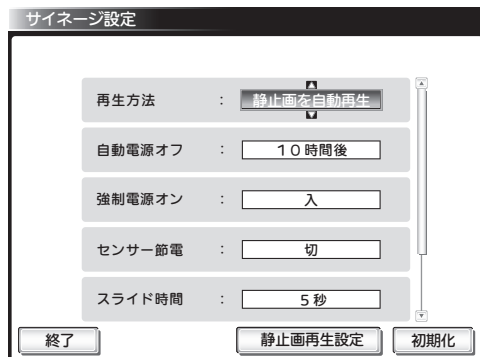 サイネージ設定
再生方法 : 静止画を自動再生
自動電源オフ : 10時間後
強制電源オン : 入
センサー節電 : 切
スライド時間 : 5秒
終了 静止画再生設定 初期化